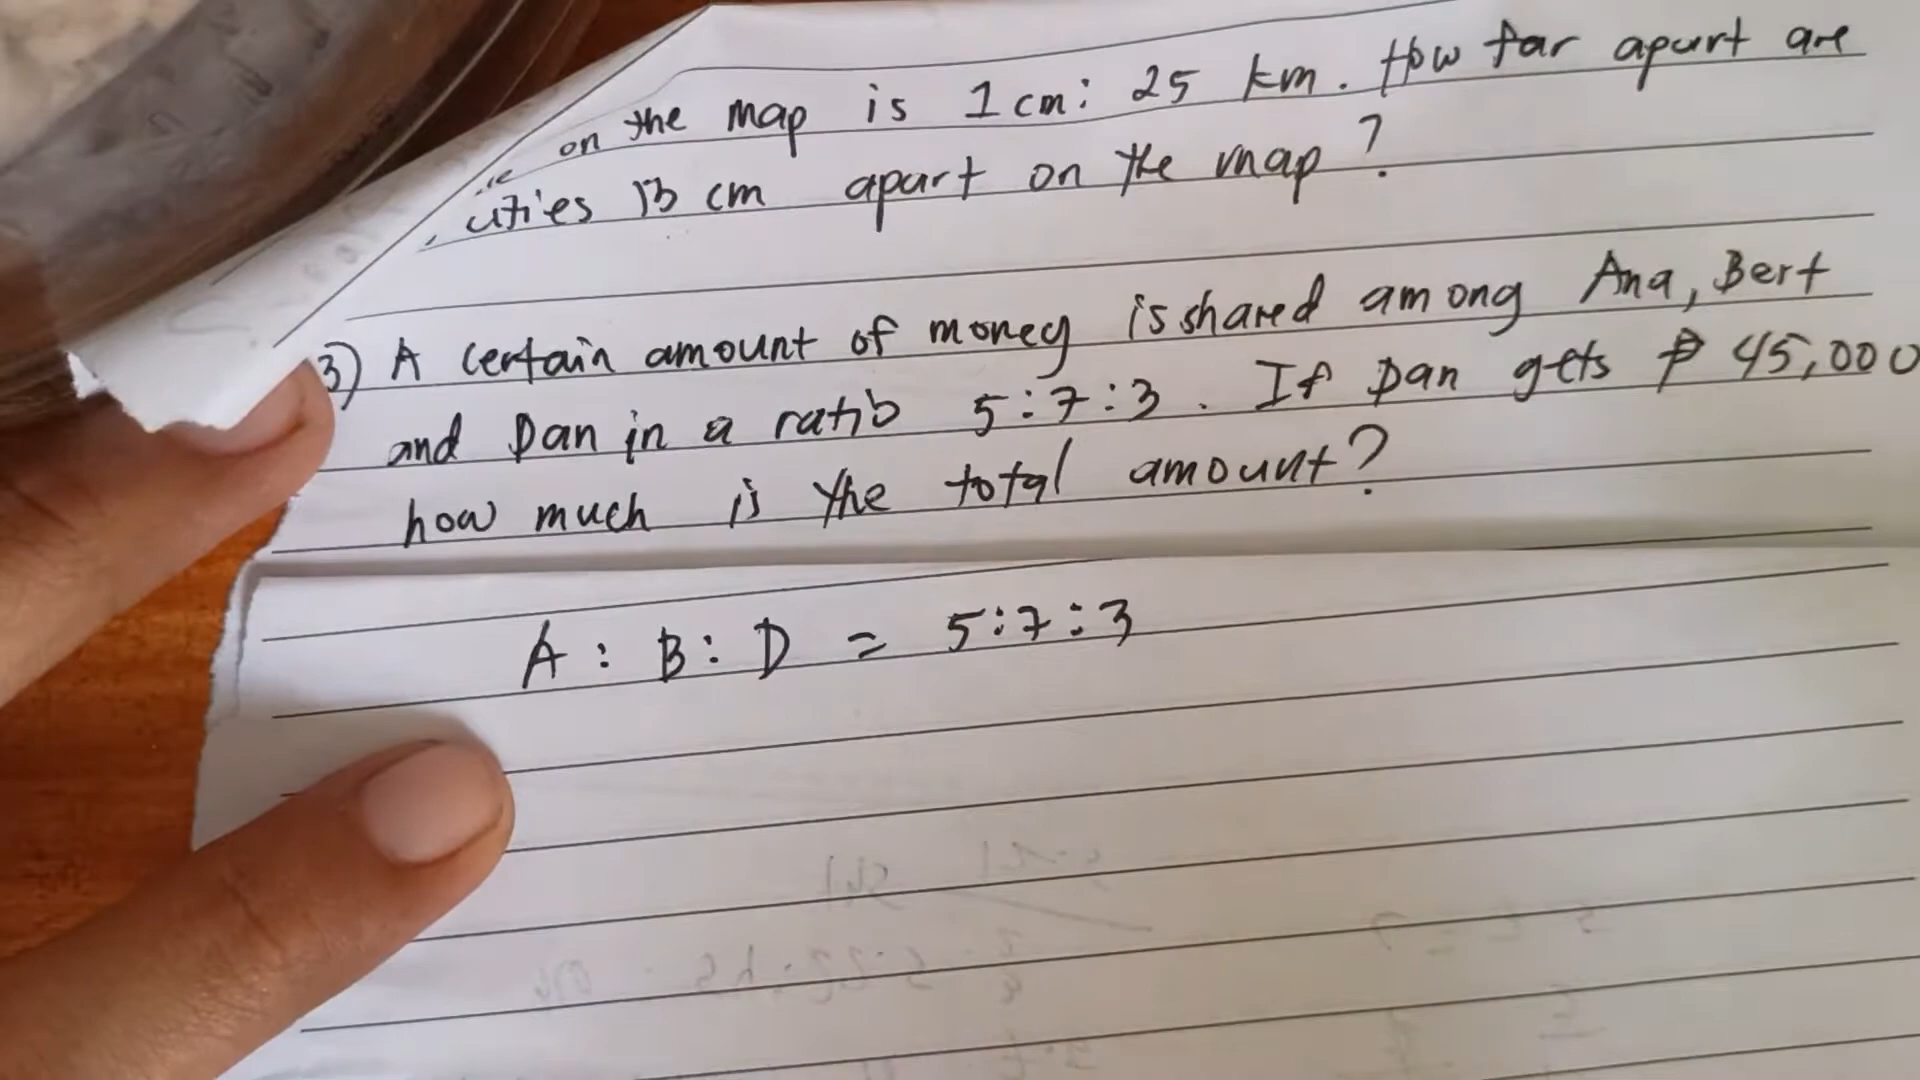 on the map is 1 cm : 25 km. How far apart are
cities 13 cm apart on the map?
3) A certain amount of money is shared among Ana, Bert
and Dan in a ratio 5:7:3. If Dan gets ₱ 45,000
how much is the total amount?
A : B : D = 5:7:3